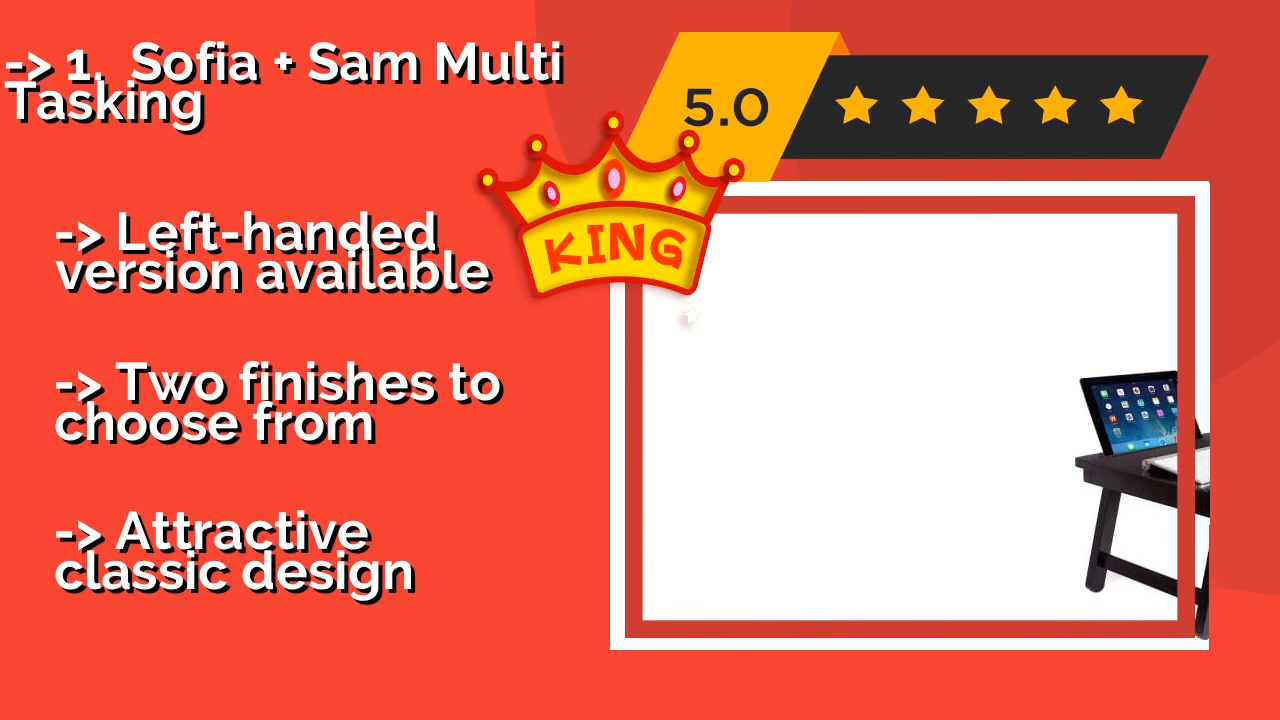 -> 1.  Sofia + Sam Multi
Tasking
5.0
KING
-> Left-handed
version available
-> Two finishes to
choose from
-> Attractive
classic design